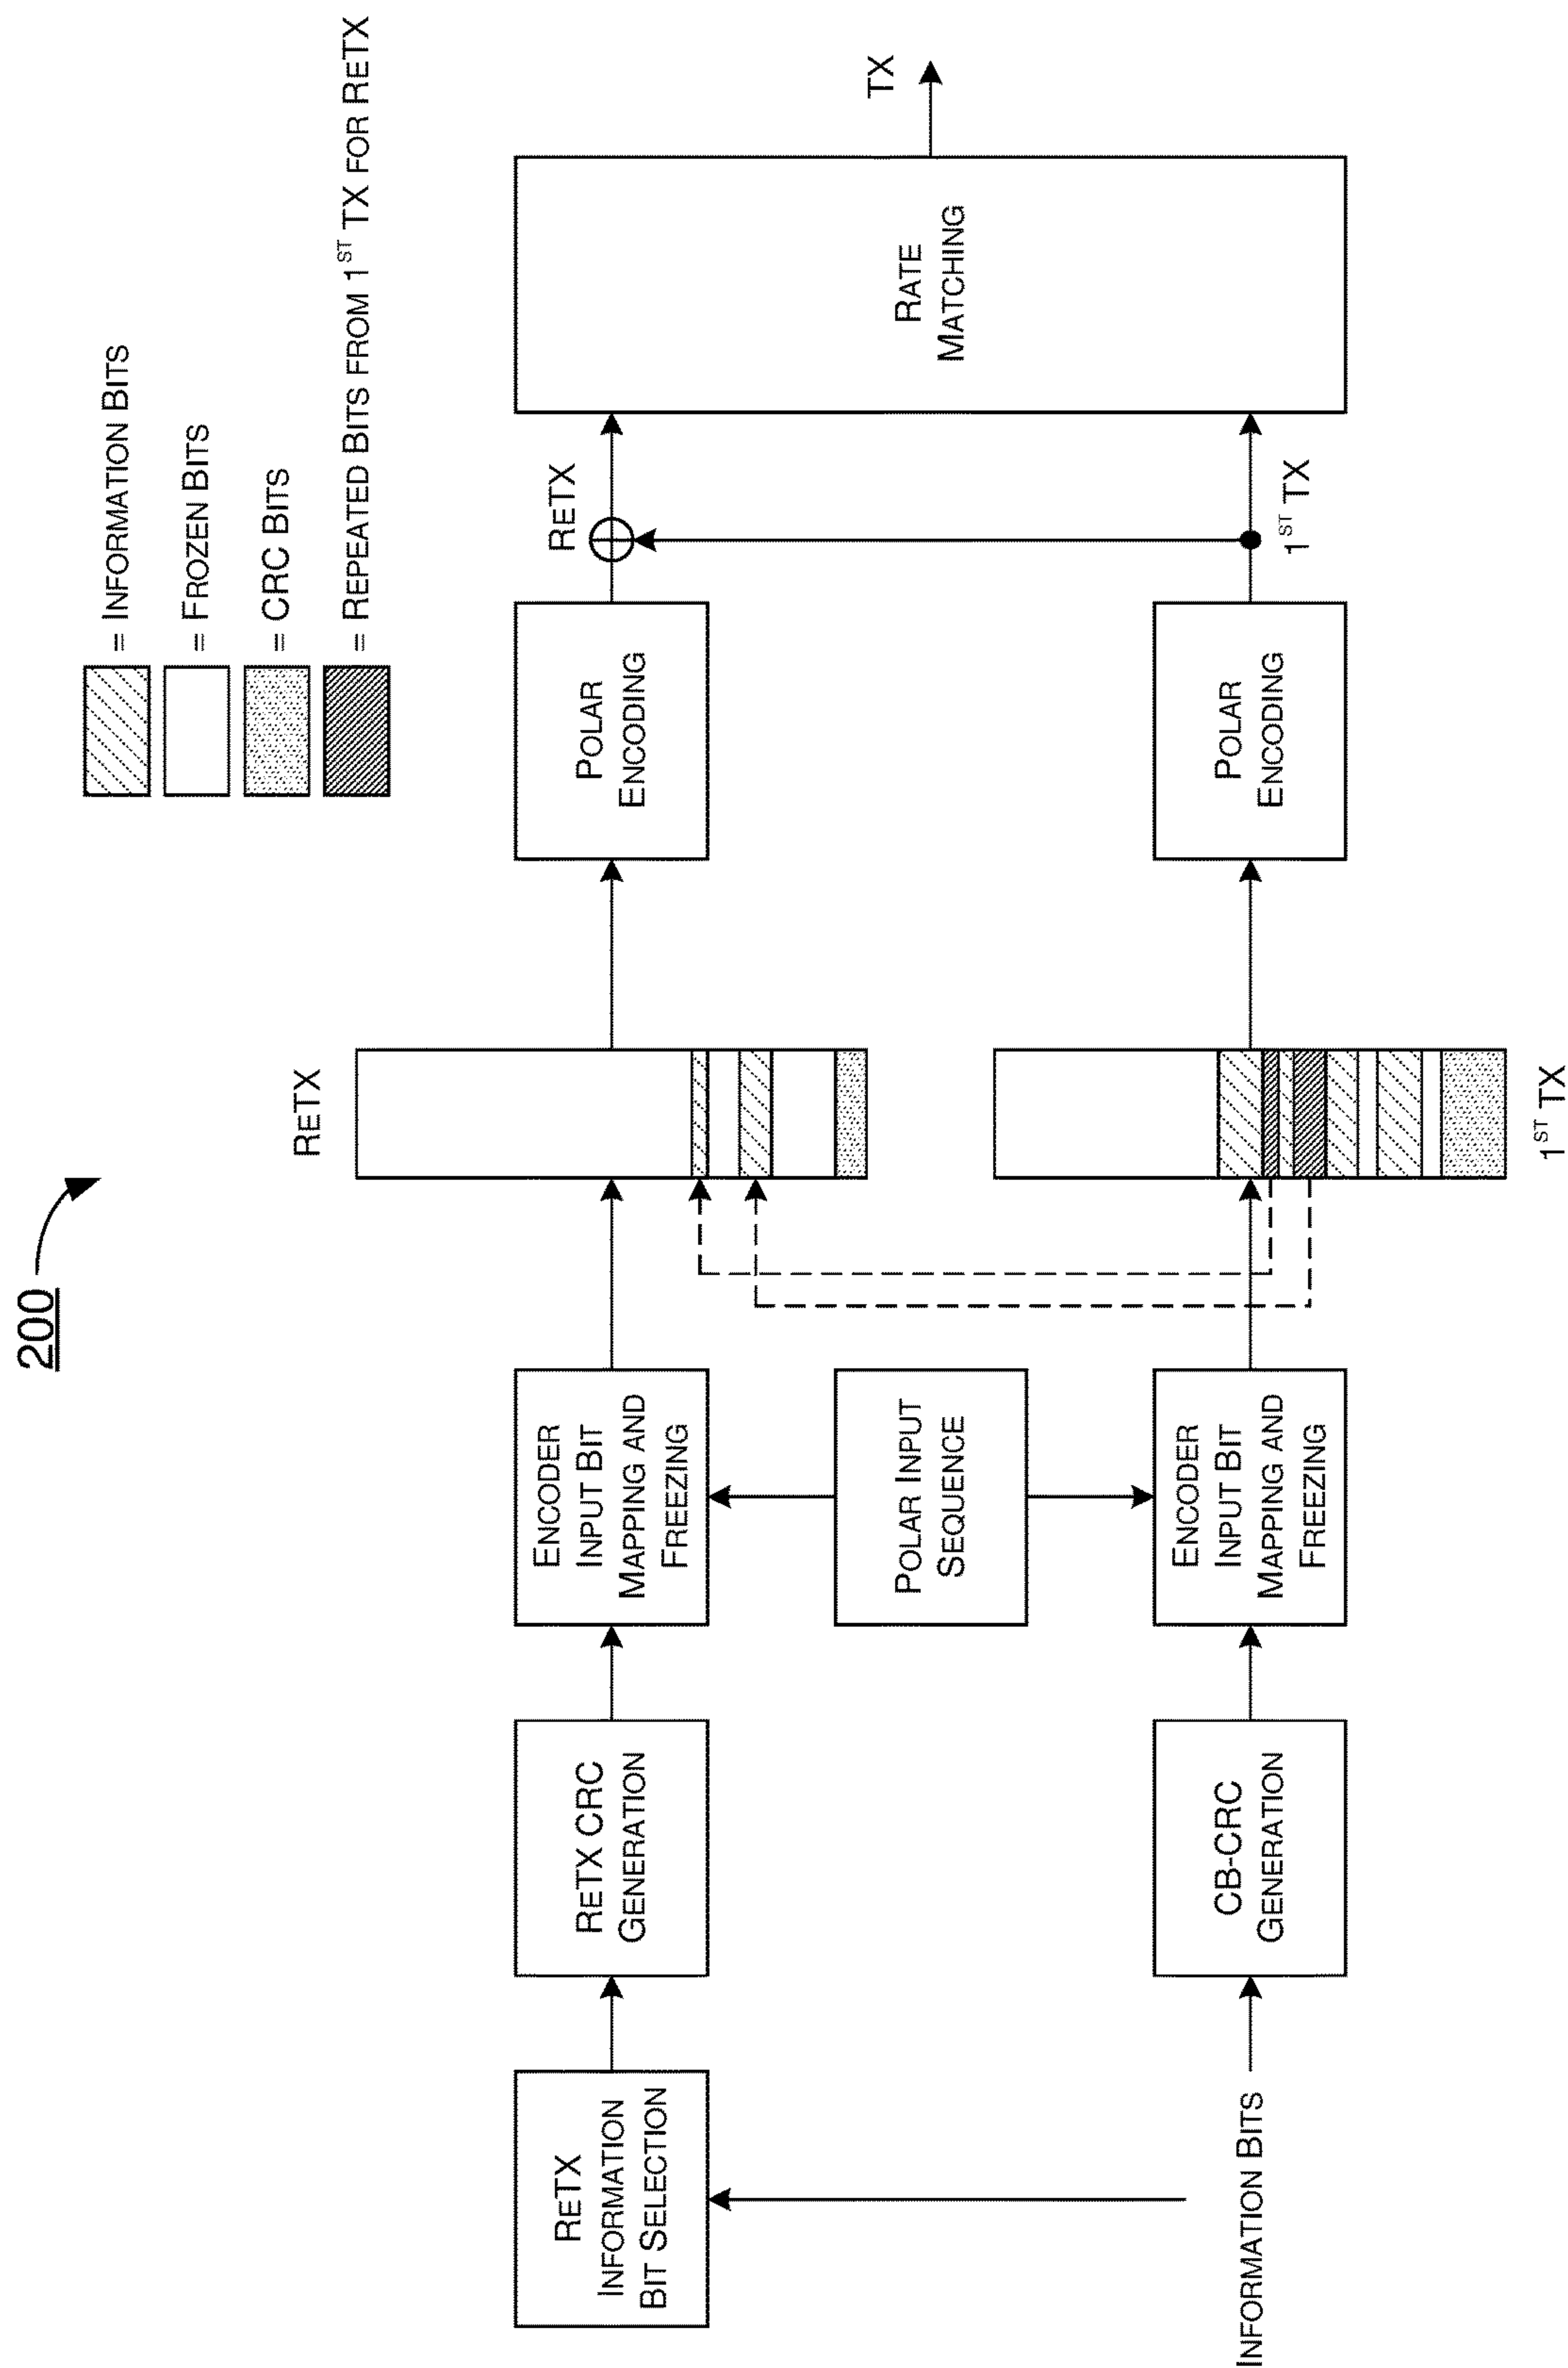 200
= INFORMATION BITS
= FROZEN BITS
= CRC BITS
= REPEATED BITS FROM 1ST TX FOR RETX
RETX
INFORMATION
BIT SELECTION
RETX CRC
GENERATION
ENCODER
INPUT BIT
MAPPING AND
FREEZING
RETX
POLAR
ENCODING
RETX
RATE
MATCHING
TX
POLAR INPUT
SEQUENCE
INFORMATION BITS
CB-CRC
GENERATION
ENCODER
INPUT BIT
MAPPING AND
FREEZING
1ST TX
POLAR
ENCODING
1ST TX